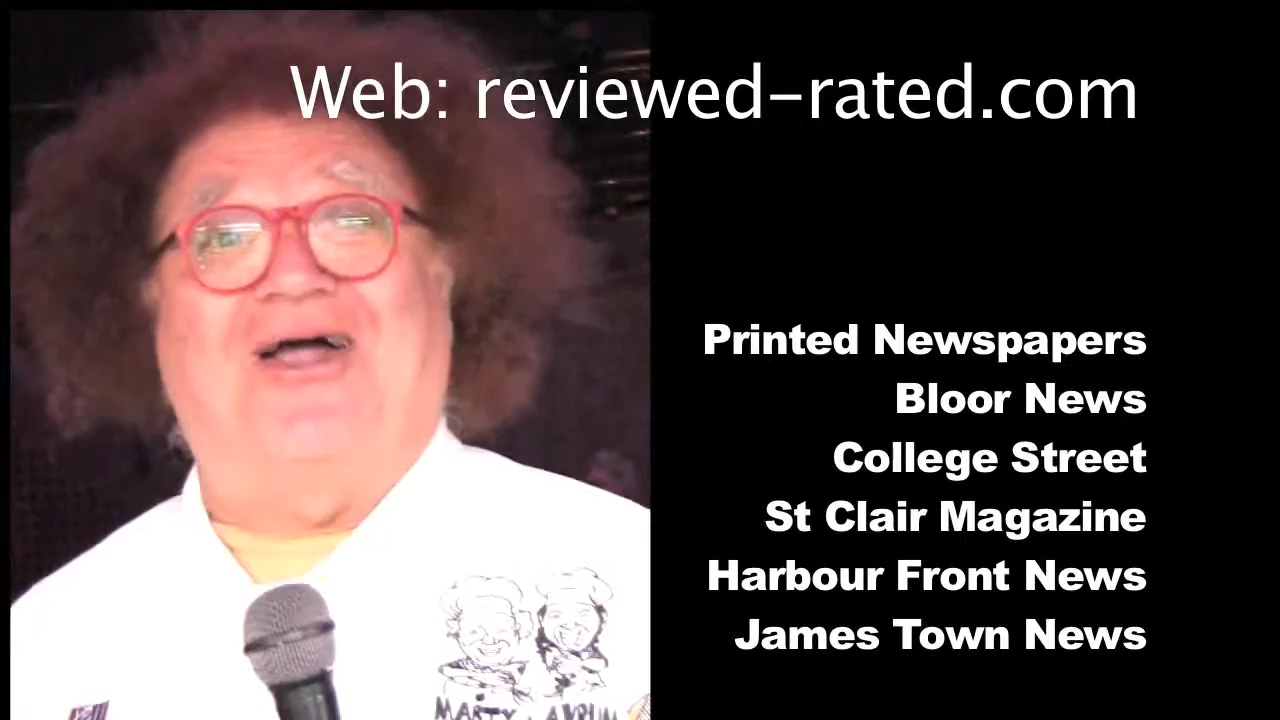 Web: reviewed-rated.com
Printed Newspapers
Bloor News
College Street
St Clair Magazine
Harbour Front News
James Town News
MARTY